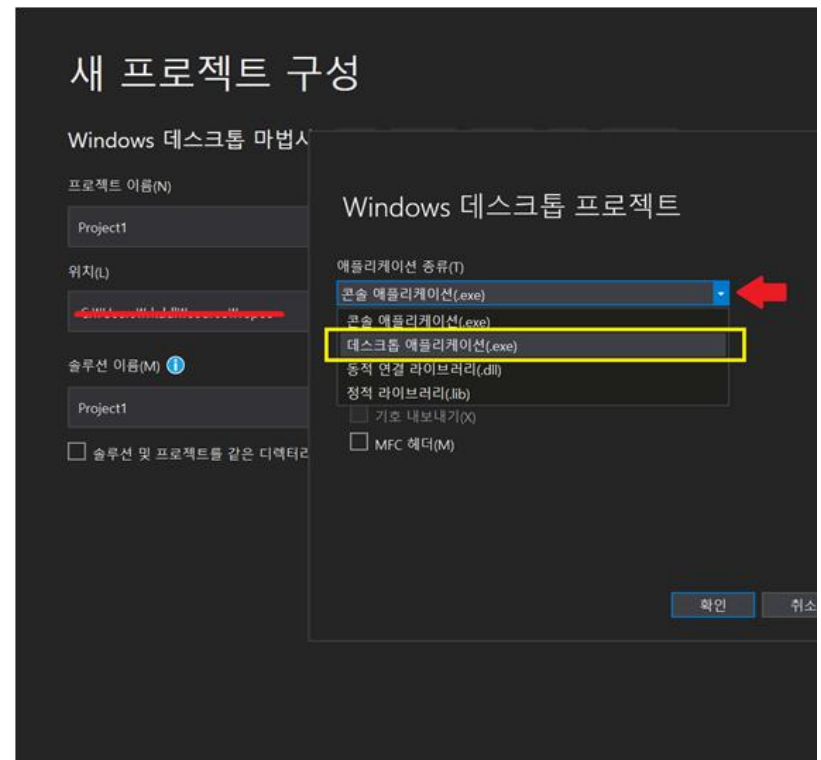 새 프로젝트 구성
Windows 데스크톱 마법사
프로젝트 이름(N)
Project1
위치(L)
솔루션 이름(M)
Project1
솔루션 및 프로젝트를 같은 디렉터리
Windows 데스크톱 프로젝트
애플리케이션 종류(T)
콘솔 애플리케이션(.exe)
콘솔 애플리케이션(.exe)
데스크톱 애플리케이션(.exe)
동적 연결 라이브러리(.dll)
정적 라이브러리(.lib)
기호 내보내기(X)
MFC 헤더(M)
확인
취소